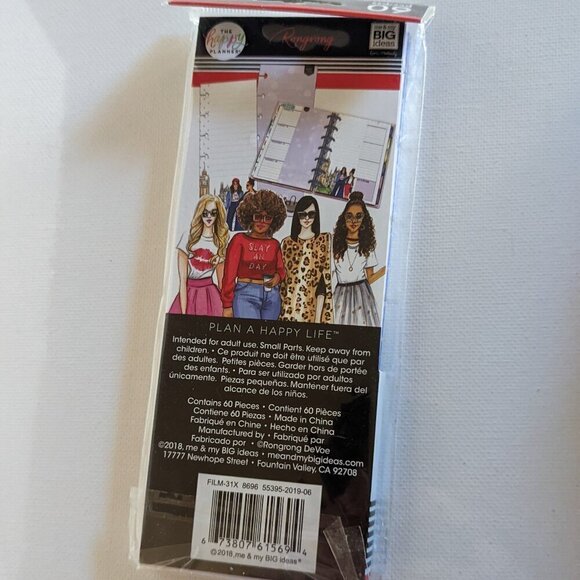 60
THE
happy
PLANNER
Rongrong
me & my
BIG
ideas
SLAY
ALL
DAY
PLAN A HAPPY LIFE™
Intended for adult use. Small Parts. Keep away from
children. • Ce produit ne doit être utilisé que par
des adultes. Petites pièces. Garder hors de portée
des enfants. • Para ser utilizado por adultos
únicamente. Piezas pequeñas. Mantener fuera del
alcance de los niños.
Contains 60 Pieces • Contient 60 Pièces
Contiene 60 Piezas • Made in China
Fabriqué en Chine • Hecho en China
Manufactured by • Fabriqué par
Fabricado por • ©Rongrong DeVoe
©2018, me & my BIG ideas • meandmybigideas.com
17777 Newhope Street • Fountain Valley, CA 92708
FILM-31X 8696 55395-2019-06
6 73807 61569 4
©2018, me & my BIG ideas®